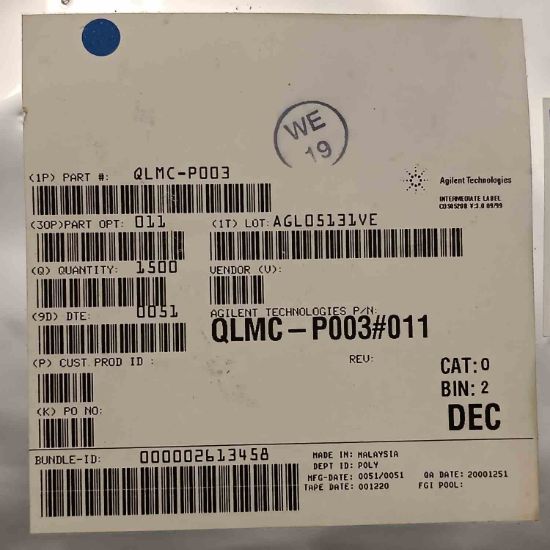 WE
19
(1P) PART #: QLMC-P003
Agilent Technologies
INTERMEDIATE LABEL
(30P)PART OPT: 011
(1T) LOT: AGL05131VE
(Q) QUANTITY: 1500
VENDOR (V):
(9D) DTE: 0051
AGILENT TECHNOLOGIES P/N:
QLMC-P003#011
(P) CUST PROD ID :
REV:
CAT: 0
BIN: 2
(K) PO NO:
DEC
BUNDLE-ID: 000002613458
MADE IN: MALAYSIA
DEPT ID: POLY
MFG-DATE: 0051/0051 QA DATE: 20001251
TAPE DATE: 001220 FGI POOL: